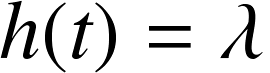 h(t) = λ